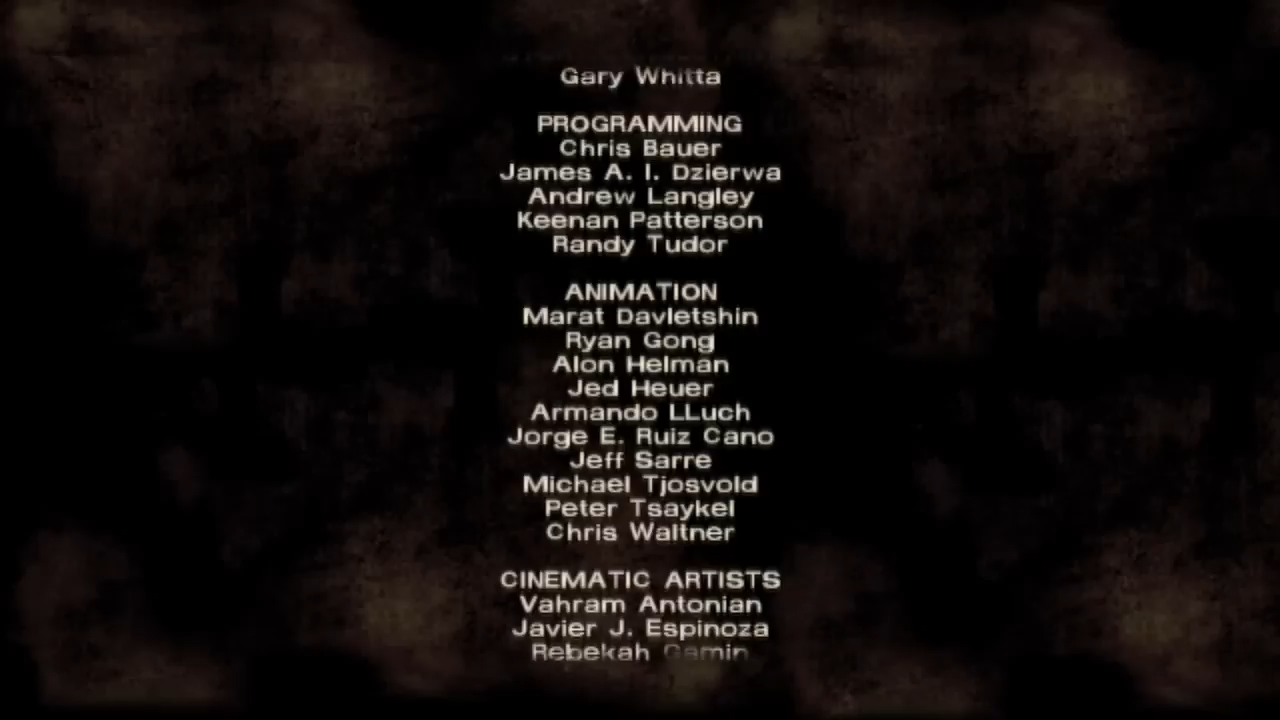 Gary Whitta
PROGRAMMING
Chris Bauer
James A. I. Dzierwa
Andrew Langley
Keenan Patterson
Randy Tudor
ANIMATION
Marat Davletshin
Ryan Gong
Alon Helman
Jed Heuer
Armando LLuch
Jorge E. Ruiz Cano
Jeff Sarre
Michael Tjosvold
Peter Tsaykel
Chris Waltner
CINEMATIC ARTISTS
Vahram Antonian
Javier J. Espinoza
Rebekah Gamin